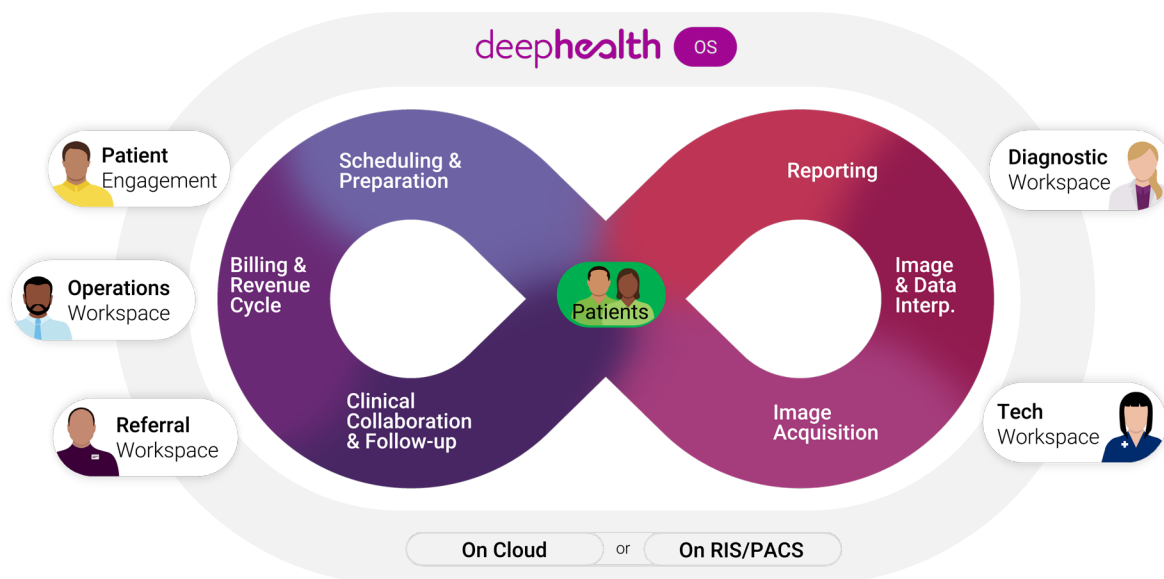 deephealth OS
Patient
Engagement
Operations
Workspace
Referral
Workspace
Scheduling &
Preparation
Billing &
Revenue
Cycle
Clinical
Collaboration
& Follow-up
Patients
Reporting
Image
& Data
Interp.
Image
Acquisition
Diagnostic
Workspace
Tech
Workspace
On Cloud or On RIS/PACS